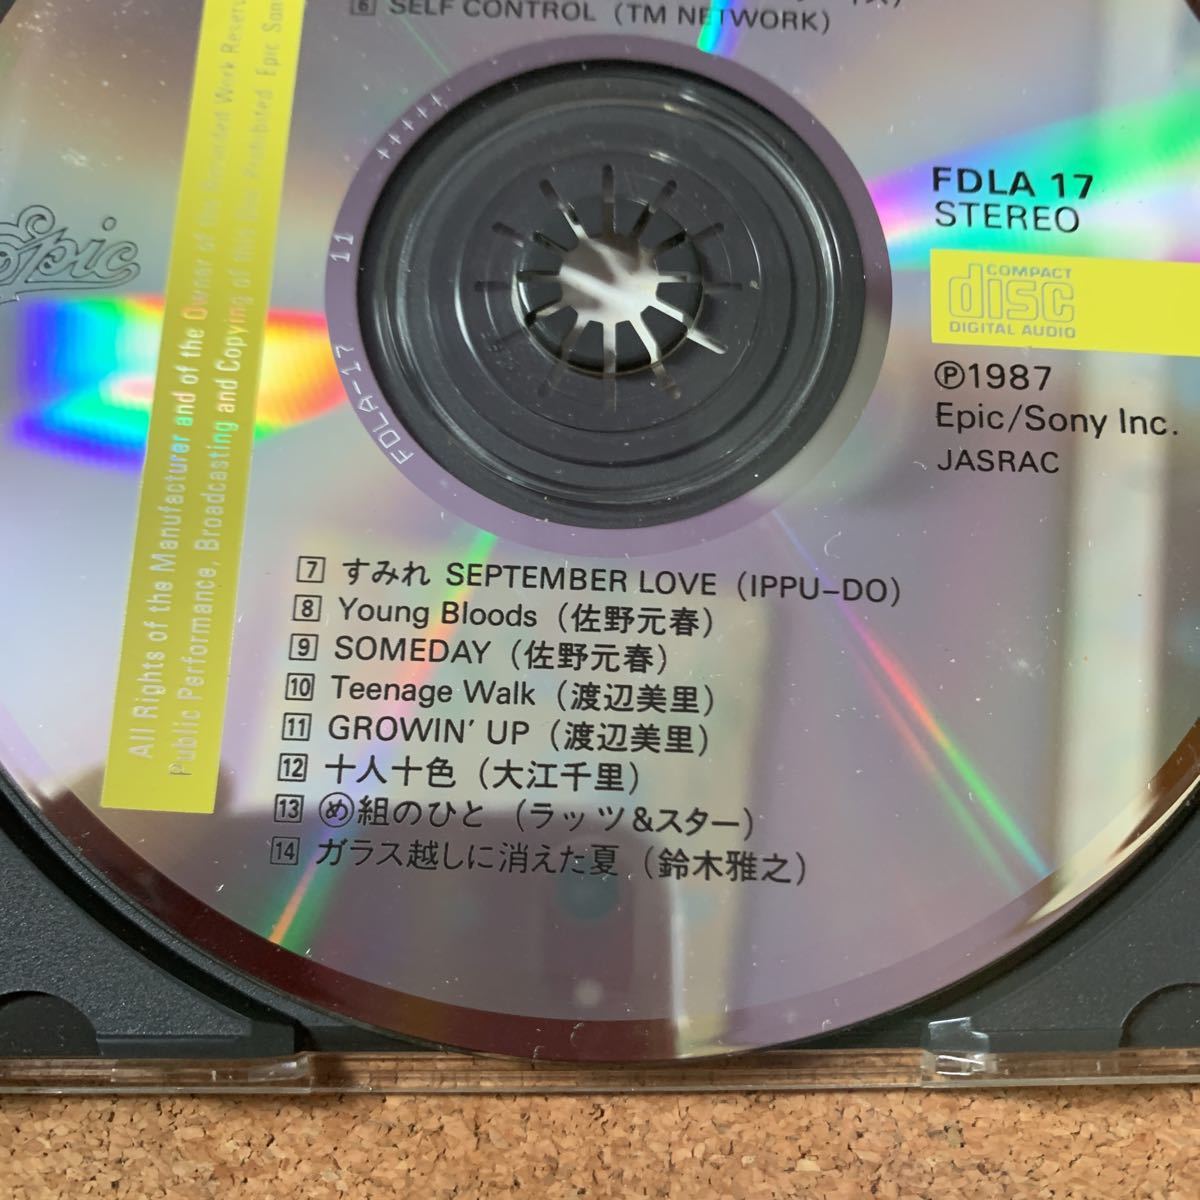 6 SELF CONTROL (TM NETWORK)
Epic
All Rights of the Manufacturer and of the Owner of the Recorded Work Reserved
Public Performance, Broadcasting and Copying of this Disc Prohibited Epic Son
FDLA-17 11 +++++
FDLA 17
STEREO
COMPACT
disc
DIGITAL AUDIO
Ⓟ1987
Epic/Sony Inc.
JASRAC
7 すみれ SEPTEMBER LOVE (IPPU-DO)
8 Young Bloods (佐野元春)
9 SOMEDAY (佐野元春)
10 Teenage Walk (渡辺美里)
11 GROWIN' UP (渡辺美里)
12 十人十色 (大江千里)
13 ㋱組のひと (ラッツ&スター)
14 ガラス越しに消えた夏 (鈴木雅之)